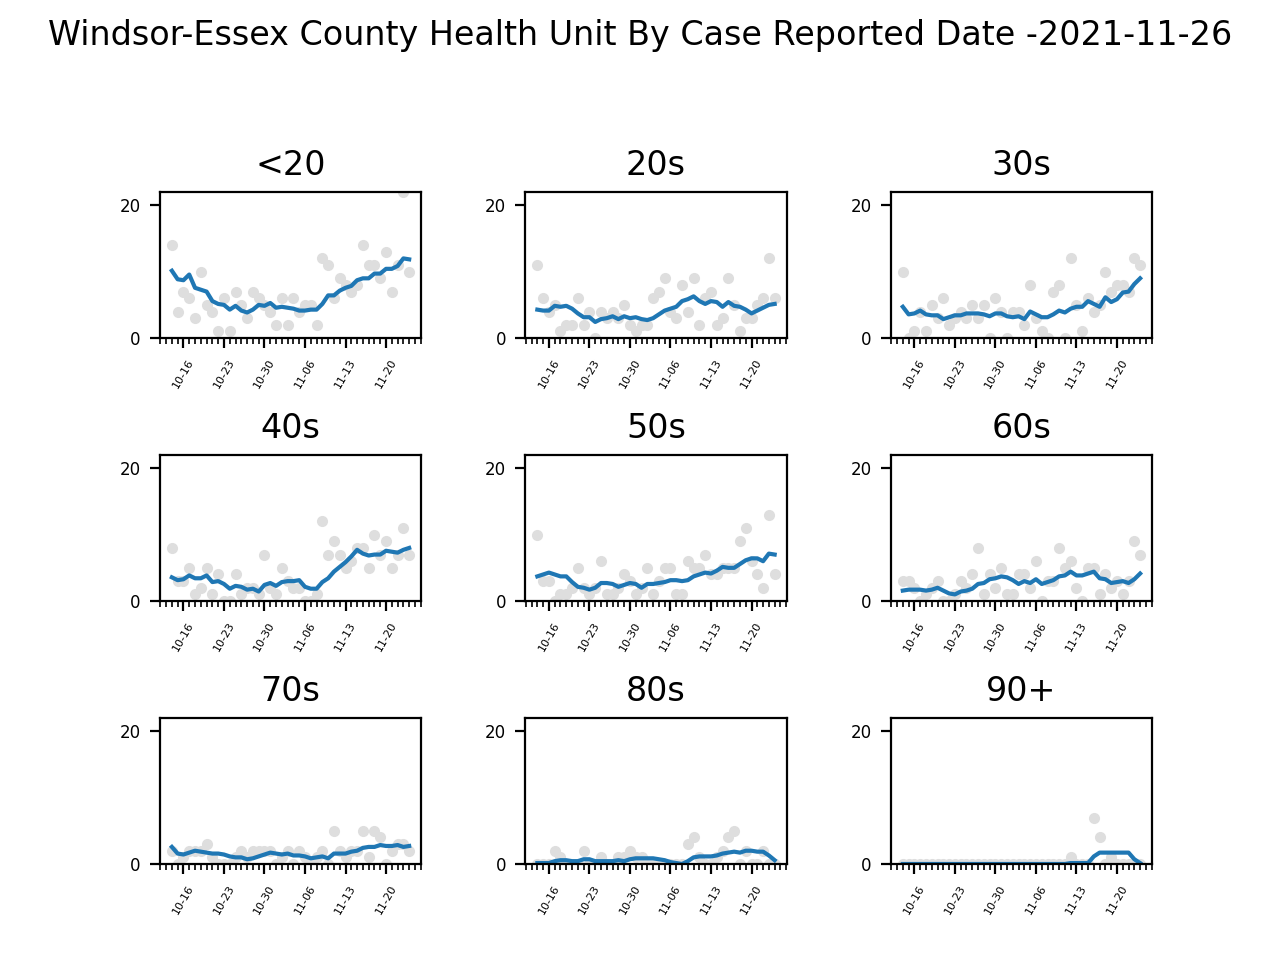 Windsor-Essex County Health Unit By Case Reported Date -2021-11-26
<20 20s 30s
20 20 20
0 0 0
10-16 10-23 10-30 11-06 11-13 11-20 10-16 10-23 10-30 11-06 11-13 11-20 10-16 10-23 10-30 11-06 11-13 11-20
40s 50s 60s
20 20 20
0 0 0
10-16 10-23 10-30 11-06 11-13 11-20 10-16 10-23 10-30 11-06 11-13 11-20 10-16 10-23 10-30 11-06 11-13 11-20
70s 80s 90+
20 20 20
0 0 0
10-16 10-23 10-30 11-06 11-13 11-20 10-16 10-23 10-30 11-06 11-13 11-20 10-16 10-23 10-30 11-06 11-13 11-20